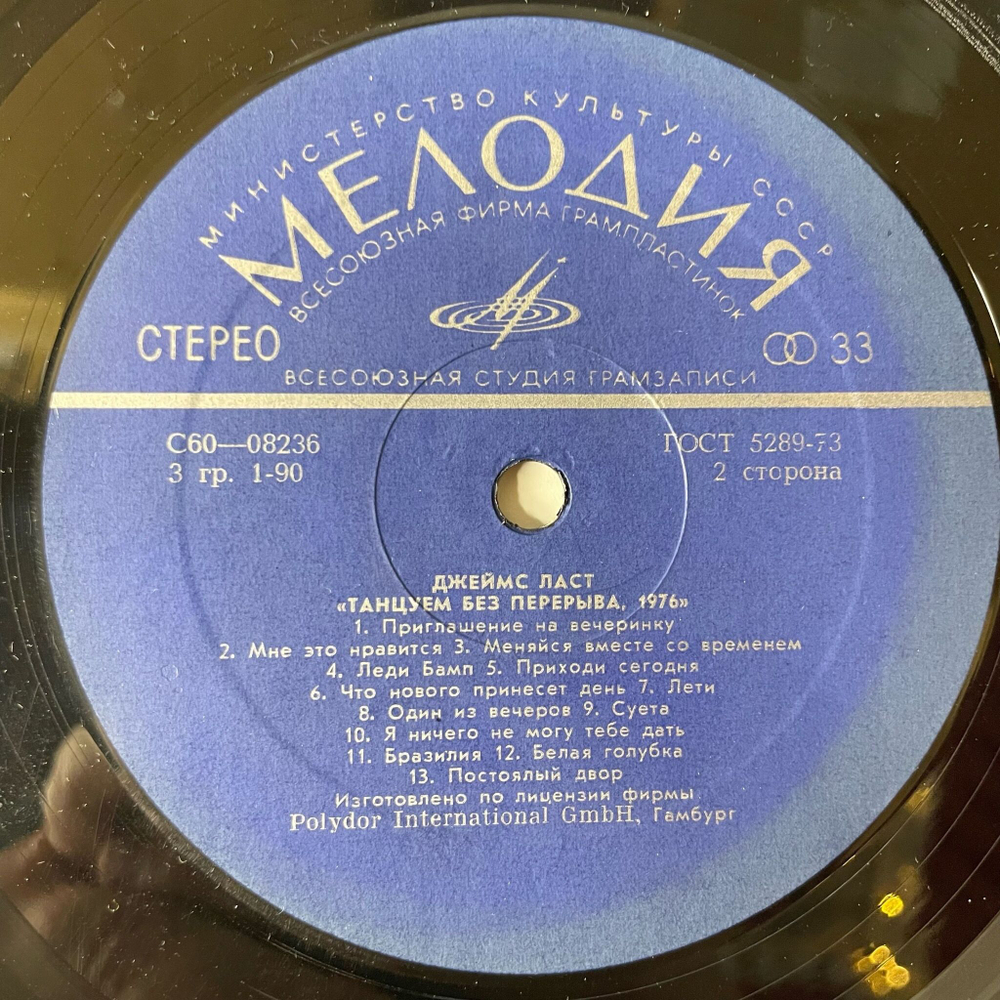 МИНИСТЕРСТВО КУЛЬТУРЫ СССР
МЕЛОДИЯ
ВСЕСОЮЗНАЯ ФИРМА ГРАМПЛАСТИНОК
СТЕРЕО
33
ВСЕСОЮЗНАЯ СТУДИЯ ГРАМЗАПИСИ
С60—08236
ГОСТ 5289-73
3 гр. 1-90
2 сторона
ДЖЕЙМС ЛАСТ
«ТАНЦУЕМ БЕЗ ПЕРЕРЫВА, 1976»
1. Приглашение на вечеринку
2. Мне это нравится 3. Меняйся вместе со временем
4. Леди Бамп 5. Приходи сегодня
6. Что нового принесет день 7. Лети
8. Один из вечеров 9. Суета
10. Я ничего не могу тебе дать
11. Бразилия 12. Белая голубка
13. Постоялый двор
Изготовлено по лицензии фирмы
Polydor International GmbH, Гамбург